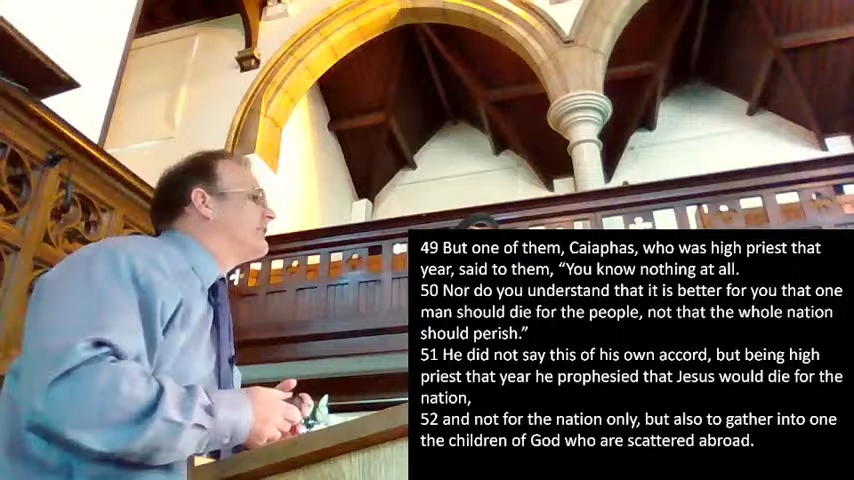 49 But one of them, Caiaphas, who was high priest that
year, said to them, “You know nothing at all.
50 Nor do you understand that it is better for you that one
man should die for the people, not that the whole nation
should perish.”
51 He did not say this of his own accord, but being high
priest that year he prophesied that Jesus would die for the
nation,
52 and not for the nation only, but also to gather into one
the children of God who are scattered abroad.